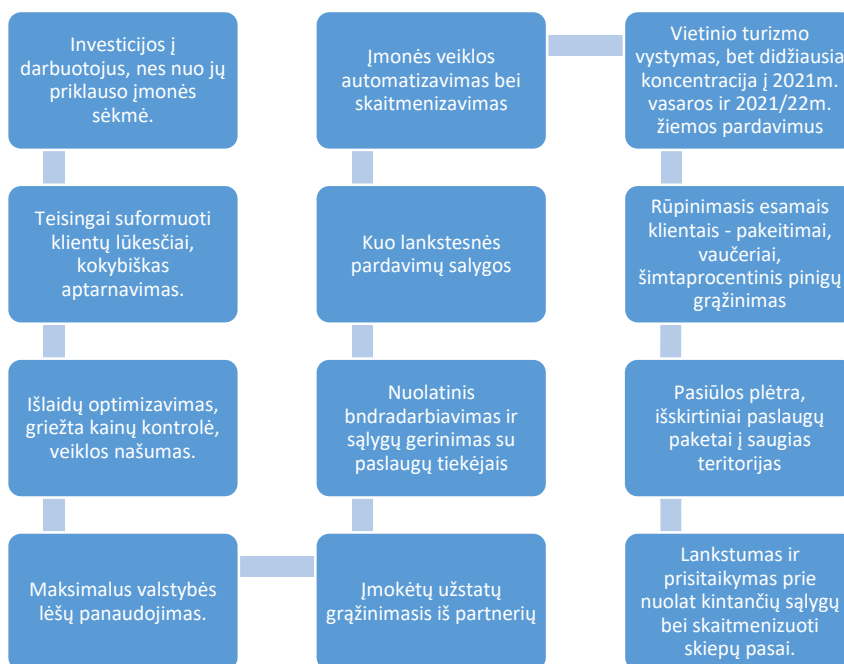 Investicijos į
darbuotojus, nes nuo jų
priklauso įmonės
sėkmė.
Teisingai suformuoti
klientų lūkesčiai,
kokybiškas
aptarnavimas.
Išlaidų optimizavimas,
griežta kainų kontrolė,
veiklos našumas.
Maksimalus valstybės
lėšų panaudojimas.
Įmokėtų užstatų
grąžinimasis iš partnerių
Nuolatinis
bndradarbiavimas ir
sąlygų gerinimas su
paslaugų tiekėjais
Kuo lankstesnės
pardavimų salygos
Įmonės veiklos
automatizavimas bei
skaitmenizavimas
Vietinio turizmo
vystymas, bet didžiausia
koncentracija į 2021m.
vasaros ir 2021/22m.
žiemos pardavimus
Rūpinimasis esamais
klientais - pakeitimai,
vaučeriai,
šimtaprocentinis pinigų
grąžinimas
Pasiūlos plėtra,
išskirtiniai paslaugų
paketai į saugias
teritorijas
Lankstumas ir
prisitaikymas prie
nuolat kintančių sąlygų
bei skaitmenizuoti
skiepų pasai.